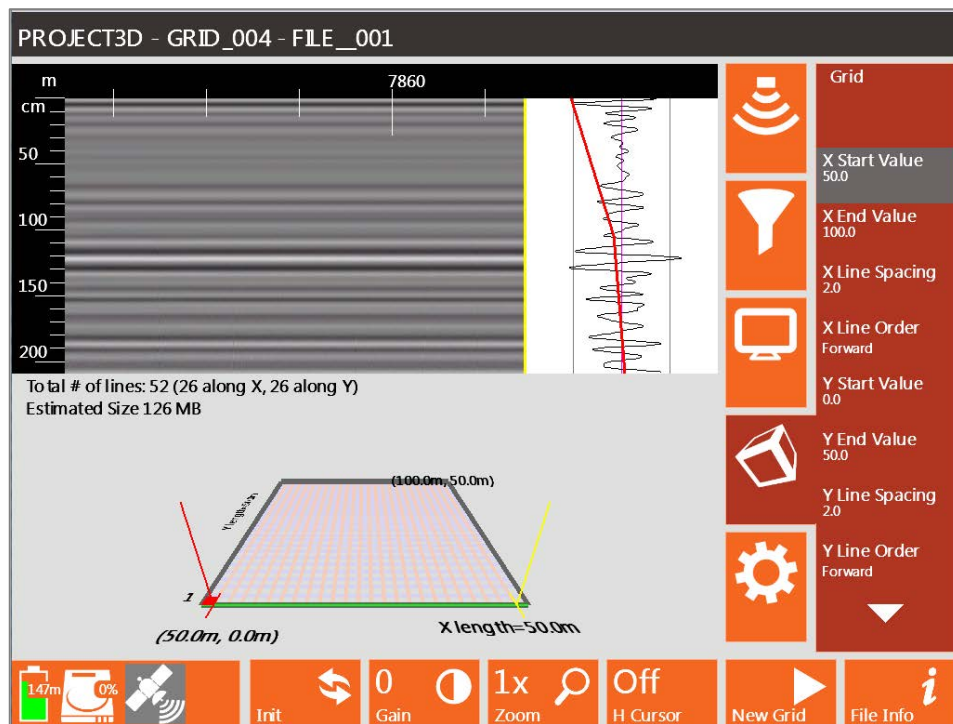 PROJECT3D - GRID_004 - FILE__001
m
7860
cm
50
100
150
200
Total # of lines: 52 (26 along X, 26 along Y)
Estimated Size 126 MB
(100.0m, 50.0m)
1
(50.0m, 0.0m)
X length=50.0m
Grid
X Start Value
50.0
X End Value
100.0
X Line Spacing
2.0
X Line Order
Forward
Y Start Value
0.0
Y End Value
50.0
Y Line Spacing
2.0
Y Line Order
Forward
147m
0%
Init
0
Gain
1x
Zoom
Off
H Cursor
New Grid
i
File Info